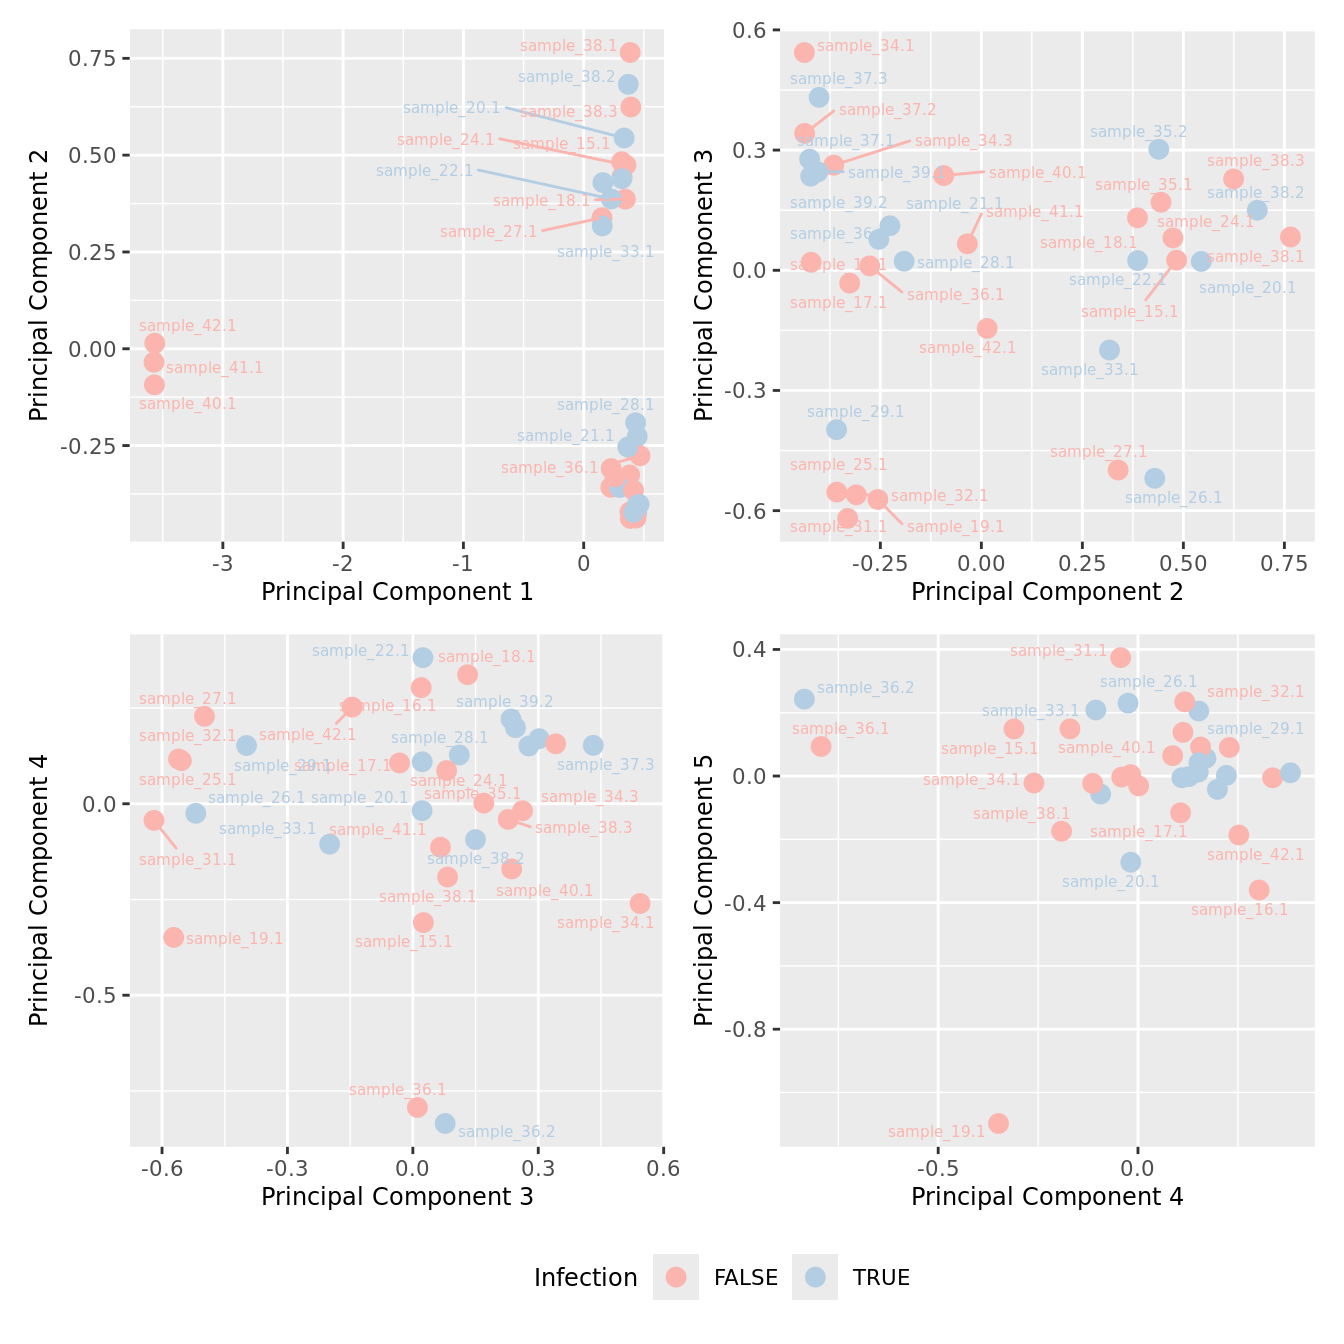 sample_38.1
sample_38.2
sample_20.1
sample_38.3
sample_24.1
sample_15.1
sample_22.1
sample_18.1
sample_27.1
sample_33.1
sample_42.1
sample_41.1
sample_40.1
sample_28.1
sample_21.1
sample_36.1
0.75
0.50
0.25
0.00
-0.25
-3
-2
-1
0
Principal Component 1
Principal Component 2
sample_34.1
sample_37.3
sample_37.2
sample_37.1
sample_34.3
sample_35.2
sample_38.3
sample_40.1
sample_35.1
sample_38.2
sample_39.2
sample_21.1
sample_41.1
sample_24.1
sample_18.1
sample_38.1
sample_28.1
sample_22.1
sample_20.1
sample_17.1
sample_36.1
sample_15.1
sample_42.1
sample_33.1
sample_29.1
sample_27.1
sample_25.1
sample_32.1
sample_26.1
sample_31.1
sample_19.1
0.6
0.3
0.0
-0.3
-0.6
-0.25
0.00
0.25
0.50
0.75
Principal Component 2
Principal Component 3
sample_22.1
sample_18.1
sample_27.1
sample_16.1
sample_39.2
sample_32.1
sample_42.1
sample_28.1
sample_29.1
sample_17.1
sample_37.3
sample_25.1
sample_24.1
sample_26.1
sample_20.1
sample_35.1
sample_34.3
sample_33.1
sample_41.1
sample_38.3
sample_31.1
sample_38.2
sample_38.1
sample_40.1
sample_34.1
sample_19.1
sample_15.1
sample_36.1
sample_36.2
0.0
-0.5
-0.6
-0.3
0.0
0.3
0.6
Principal Component 3
Principal Component 4
sample_31.1
sample_26.1
sample_36.2
sample_32.1
sample_33.1
sample_36.1
sample_29.1
sample_15.1
sample_40.1
sample_34.1
sample_38.1
sample_17.1
sample_42.1
sample_20.1
sample_16.1
sample_19.1
0.4
0.0
-0.4
-0.8
-0.5
0.0
Principal Component 4
Principal Component 5
Infection
FALSE
TRUE